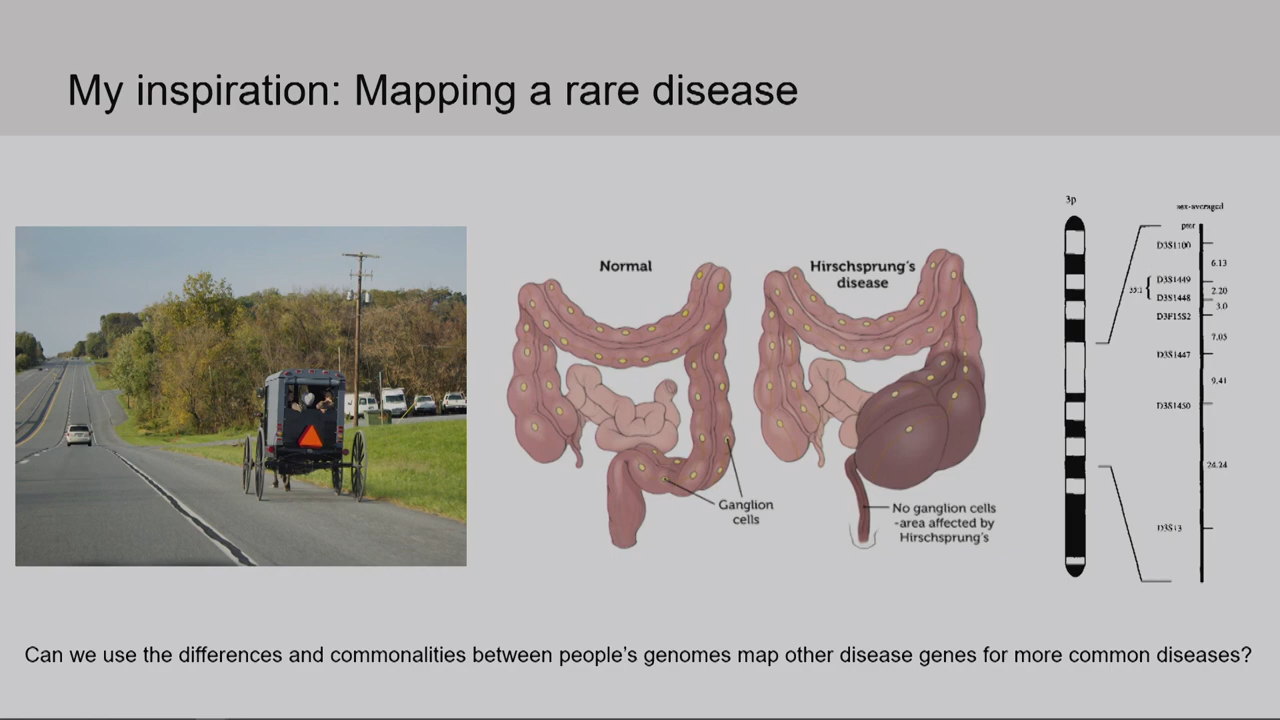 My inspiration: Mapping a rare disease
Normal
Hirschsprung's
disease
Ganglion
cells
No ganglion cells
-area affected by
Hirschsprung's
3p
sex-averaged
pter
D3S1100
6.13
D3S1449
2.20
D3S1448
3.0
D3F15S2
7.05
D3S1447
9.41
D3S1450
24.24
D3S13
Can we use the differences and commonalities between people's genomes map other disease genes for more common diseases?